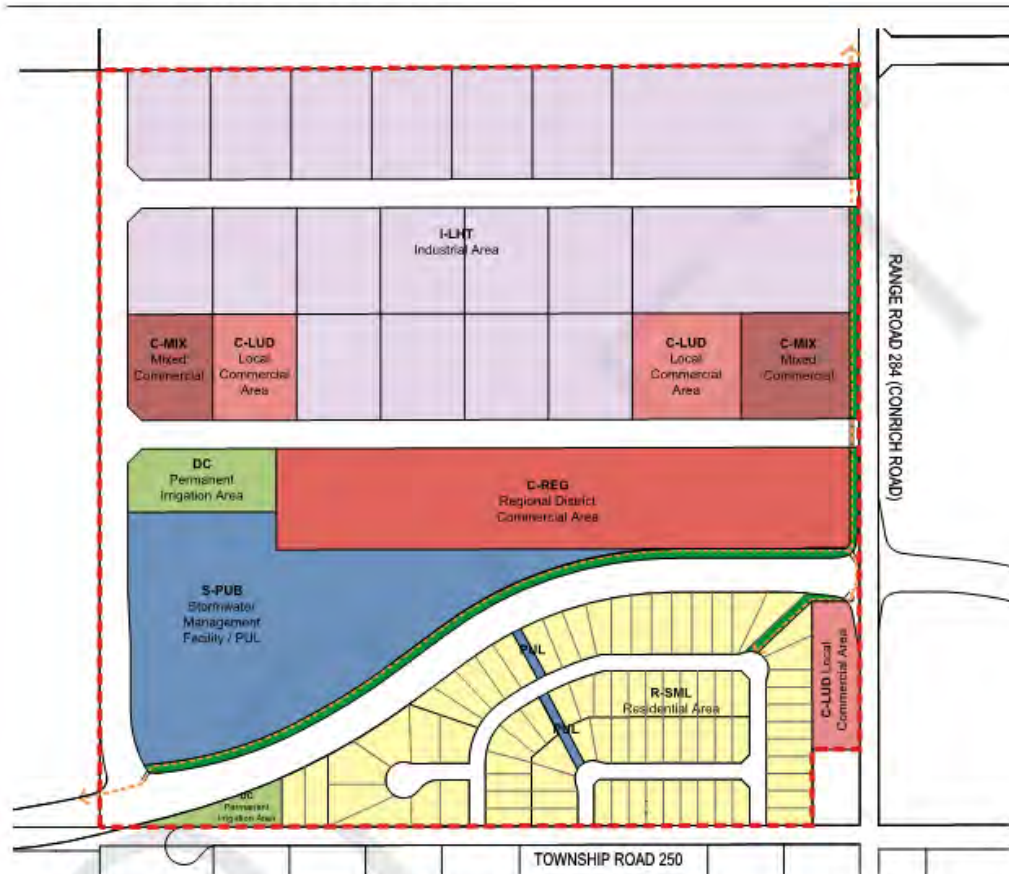 I-LHT
Industrial Area
C-MIX
Mixed
Commercial
C-LUD
Local
Commercial
Area
C-LUD
Local
Commercial
Area
C-MIX
Mixed
Commercial
RANGE ROAD 284 (CONRICH ROAD)
DC
Permanent
Irrigation Area
C-REG
Regional District
Commercial Area
S-PUB
Stormwater
Management
Facility / PUL
PUL
R-SML
Residential Area
PUL
C-LUD Local
Commercial Area
DC
Permanent
Irrigation Area
TOWNSHIP ROAD 250